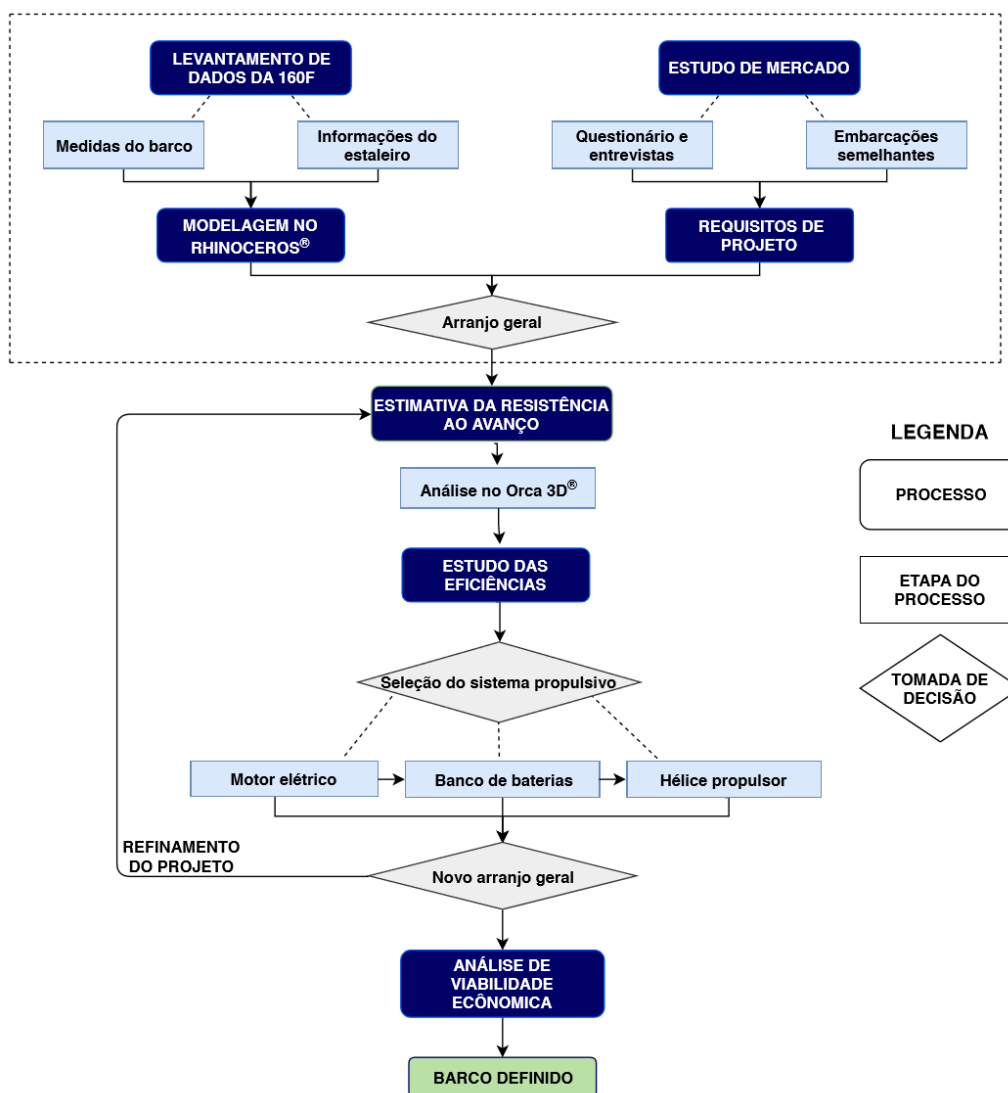 LEVANTAMENTO DE
DADOS DA 160F
ESTUDO DE MERCADO
Medidas do barco
Informações do
estaleiro
Questionário e
entrevistas
Embarcações
semelhantes
MODELAGEM NO
RHINOCEROS®
REQUISITOS DE
PROJETO
Arranjo geral
ESTIMATIVA DA RESISTÊNCIA
AO AVANÇO
Análise no Orca 3D®
ESTUDO DAS
EFICIÊNCIAS
Seleção do sistema propulsivo
Motor elétrico
Banco de baterias
Hélice propulsor
REFINAMENTO
DO PROJETO
Novo arranjo geral
ANÁLISE DE
VIABILIDADE
ECÔNOMICA
BARCO DEFINIDO
LEGENDA
PROCESSO
ETAPA DO
PROCESSO
TOMADA DE
DECISÃO